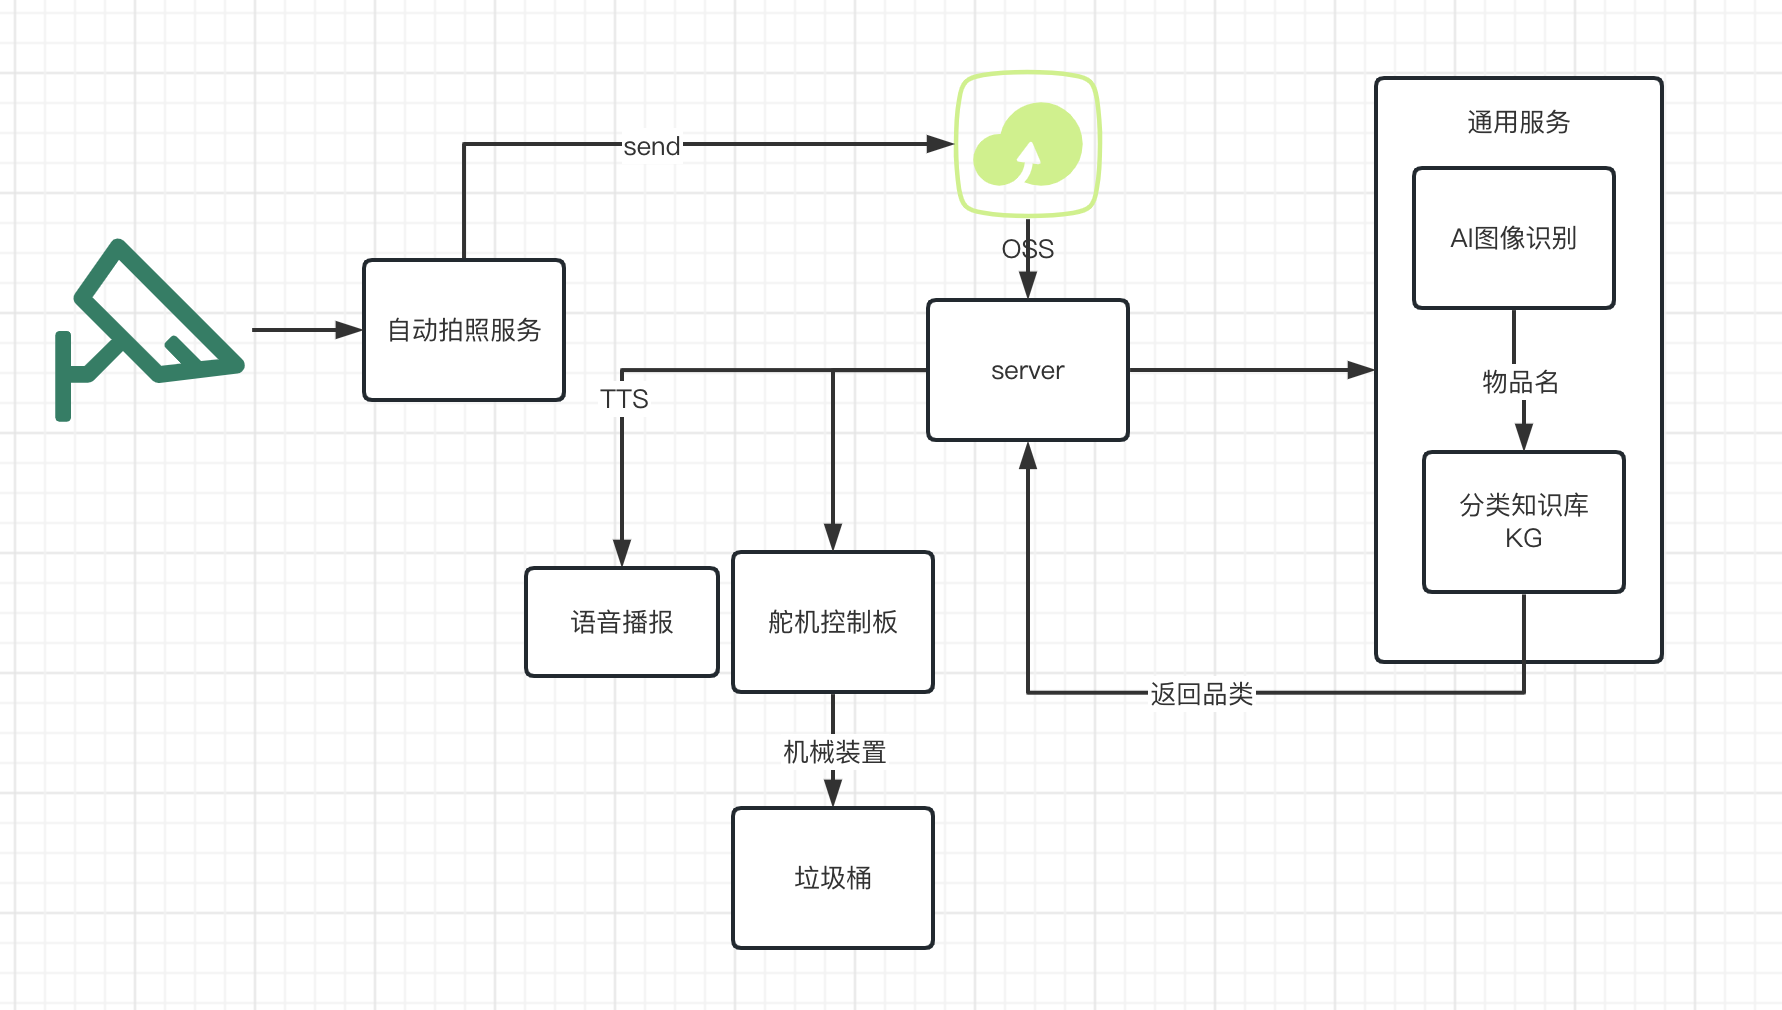 通用服务
send
AI图像识别
OSS
自动拍照服务
server
物品名
TTS
分类知识库
KG
语音播报
舵机控制板
返回品类
机械装置
垃圾桶